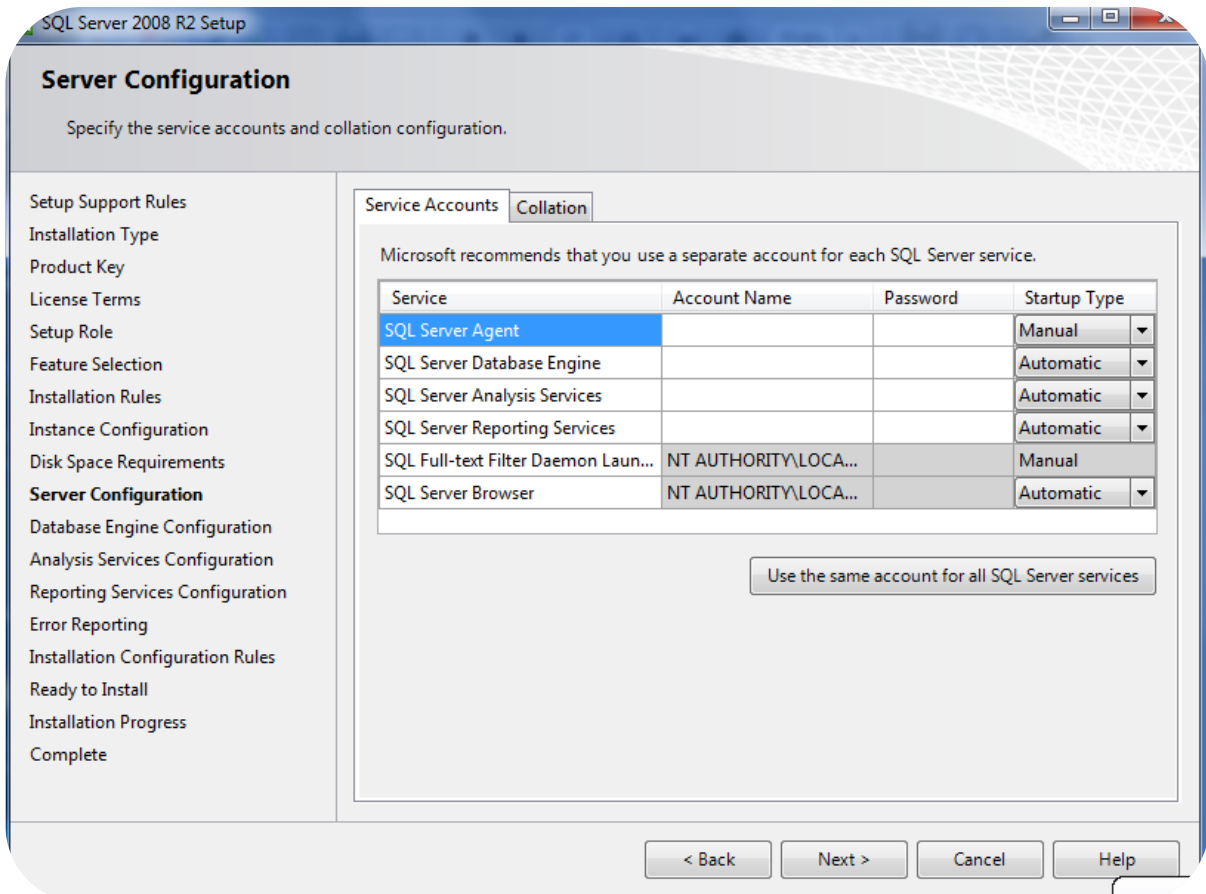 SQL Server 2008 R2 Setup
Server Configuration
Specify the service accounts and collation configuration.
Setup Support Rules
Installation Type
Product Key
License Terms
Setup Role
Feature Selection
Installation Rules
Instance Configuration
Disk Space Requirements
Server Configuration
Database Engine Configuration
Analysis Services Configuration
Reporting Services Configuration
Error Reporting
Installation Configuration Rules
Ready to Install
Installation Progress
Complete
Service Accounts Collation
Microsoft recommends that you use a separate account for each SQL Server service.
Service Account Name Password Startup Type
SQL Server Agent Manual
SQL Server Database Engine Automatic
SQL Server Analysis Services Automatic
SQL Server Reporting Services Automatic
SQL Full-text Filter Daemon Laun... NT AUTHORITY\LOCA... Manual
SQL Server Browser NT AUTHORITY\LOCA... Automatic
Use the same account for all SQL Server services
< Back Next > Cancel Help